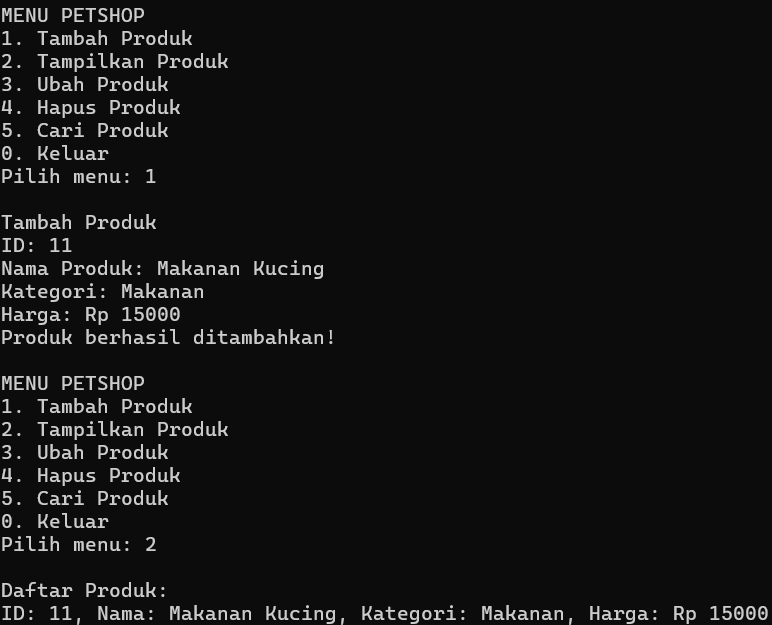 MENU PETSHOP
1. Tambah Produk
2. Tampilkan Produk
3. Ubah Produk
4. Hapus Produk
5. Cari Produk
0. Keluar
Pilih menu: 1
Tambah Produk
ID: 11
Nama Produk: Makanan Kucing
Kategori: Makanan
Harga: Rp 15000
Produk berhasil ditambahkan!
MENU PETSHOP
1. Tambah Produk
2. Tampilkan Produk
3. Ubah Produk
4. Hapus Produk
5. Cari Produk
0. Keluar
Pilih menu: 2
Daftar Produk:
ID: 11, Nama: Makanan Kucing, Kategori: Makanan, Harga: Rp 15000